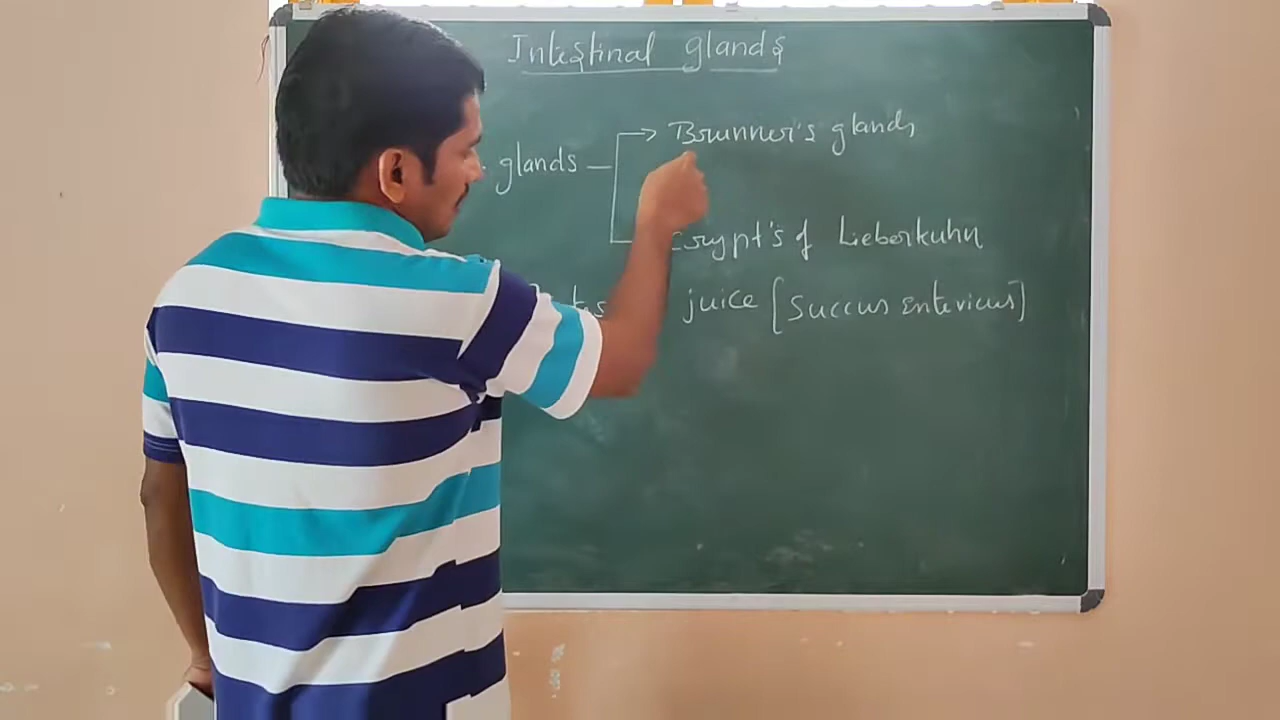 Intestinal glands
glands
Brunner's glands
Crypt's of Lieberkuhn
juice [Succus Entericus]